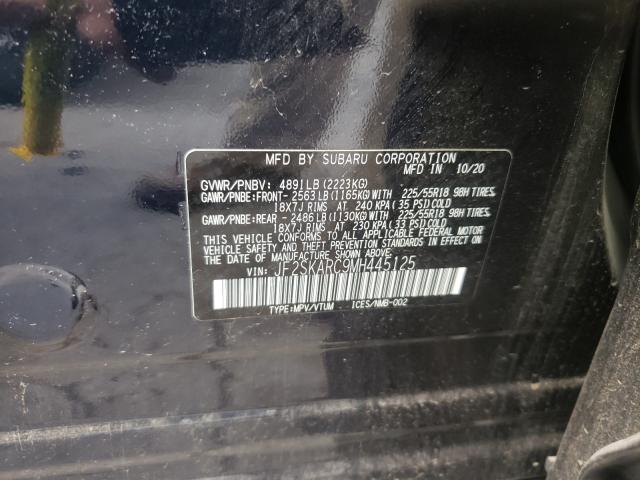 MFD BY SUBARU CORPORATION
MFD IN 10/20
GVWR/PNBV: 4891LB(2223KG)
GAWR/PNBE:FRONT- 2563LB(1165KG)WITH 225/55R18 98H TIRES,
18X7J RIMS AT 240 KPA(35 PSI)COLD
GAWR/PNBE:REAR - 2486LB(1130KG)WITH 225/55R18 98H TIRES,
18X7J RIMS AT 230 KPA(33 PSI)COLD
THIS VEHICLE CONFORMS TO ALL APPLICABLE FEDERAL MOTOR
VEHICLE SAFETY AND THEFT PREVENTION STANDARDS IN EFFECT
ON THE DATE OF MANUFACTURE SHOWN ABOVE.
VIN: JF2SKARC9MH445125
TYPE:MPV/VTUM ICES/NMB-002